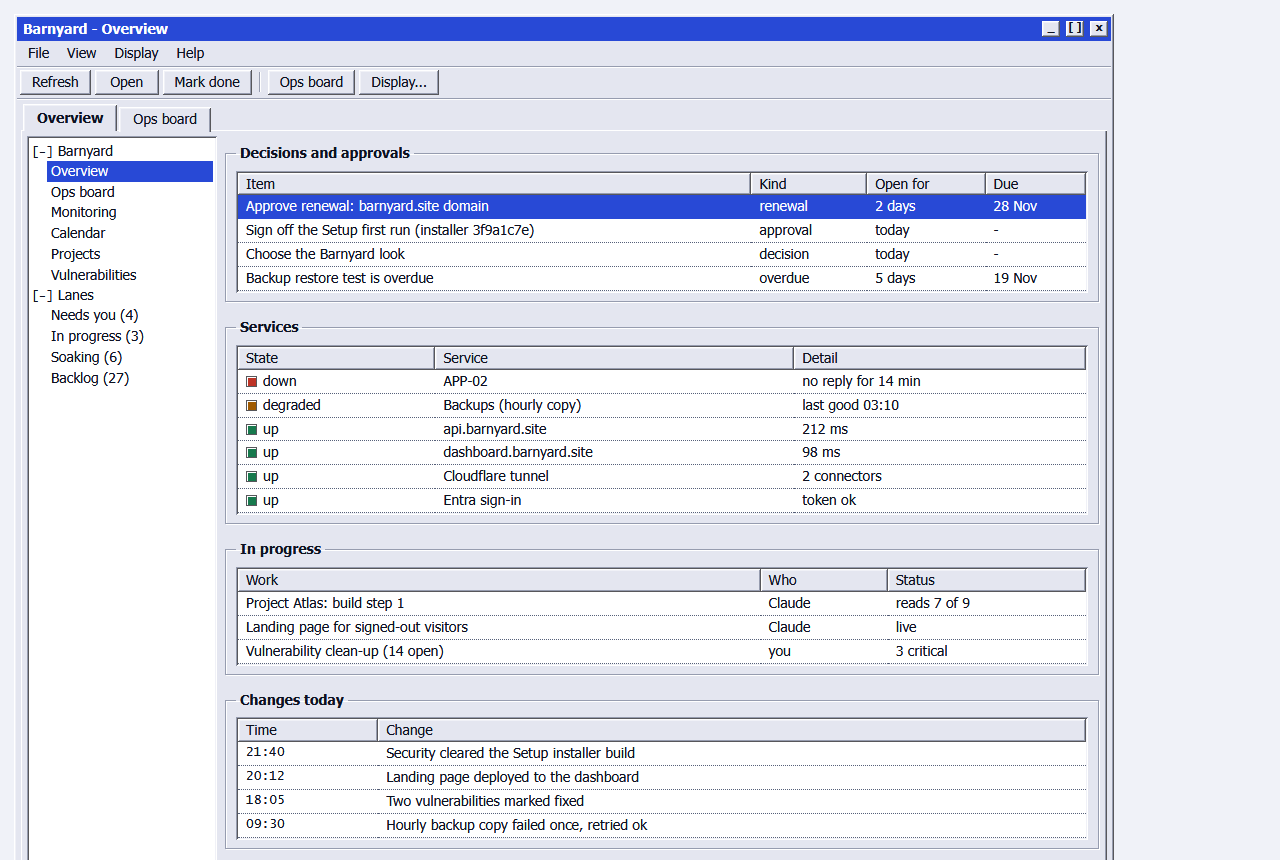 Barnyard - Overview
_ [] x
File View Display Help
Refresh Open Mark done Ops board Display...
Overview Ops board
[-] Barnyard
Overview
Ops board
Monitoring
Calendar
Projects
Vulnerabilities
[-] Lanes
Needs you (4)
In progress (3)
Soaking (6)
Backlog (27)
Decisions and approvals
Item Kind Open for Due
Approve renewal: barnyard.site domain renewal 2 days 28 Nov
Sign off the Setup first run (installer 3f9a1c7e) approval today -
Choose the Barnyard look decision today -
Backup restore test is overdue overdue 5 days 19 Nov
Services
State Service Detail
down APP-02 no reply for 14 min
degraded Backups (hourly copy) last good 03:10
up api.barnyard.site 212 ms
up dashboard.barnyard.site 98 ms
up Cloudflare tunnel 2 connectors
up Entra sign-in token ok
In progress
Work Who Status
Project Atlas: build step 1 Claude reads 7 of 9
Landing page for signed-out visitors Claude live
Vulnerability clean-up (14 open) you 3 critical
Changes today
Time Change
21:40 Security cleared the Setup installer build
20:12 Landing page deployed to the dashboard
18:05 Two vulnerabilities marked fixed
09:30 Hourly backup copy failed once, retried ok